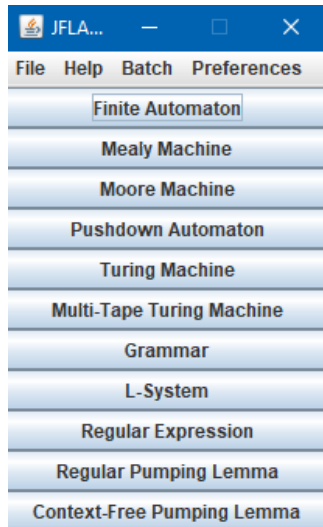 JFLA...
File Help Batch Preferences
Finite Automaton
Mealy Machine
Moore Machine
Pushdown Automaton
Turing Machine
Multi-Tape Turing Machine
Grammar
L-System
Regular Expression
Regular Pumping Lemma
Context-Free Pumping Lemma